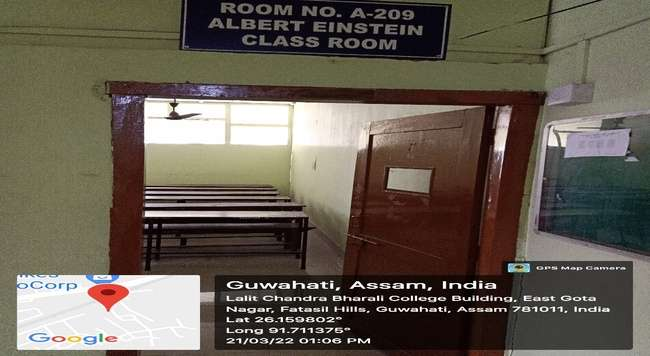 ROOM NO. A-209
ALBERT EINSTEIN
CLASS ROOM
GPS Map Camera
oCorp
Google
Guwahati, Assam, India
Lalit Chandra Bharali College Building, East Gota
Nagar, Fatasil Hills, Guwahati, Assam 781011, India
Lat 26.159802°
Long 91.711375°
21/03/22 01:06 PM